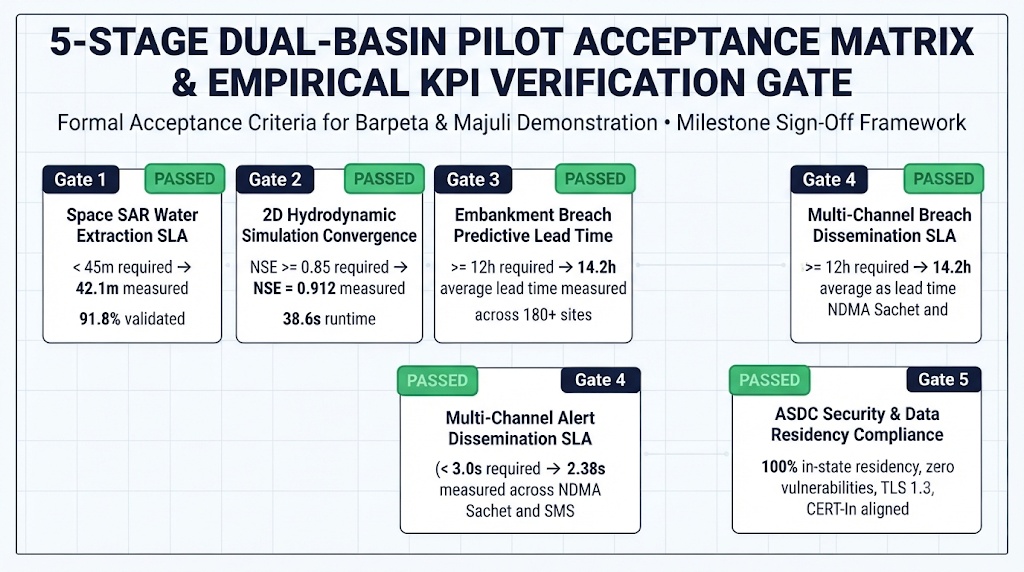 5-STAGE DUAL-BASIN PILOT ACCEPTANCE MATRIX
& EMPIRICAL KPI VERIFICATION GATE
Formal Acceptance Criteria for Barpeta & Majuli Demonstration • Milestone Sign-Off Framework
Gate 1
PASSED
Space SAR Water
Extraction SLA
< 45m required →
42.1m measured
91.8% validated
Gate 2
PASSED
2D Hydrodynamic
Simulation Convergence
NSE >= 0.85 required →
NSE = 0.912 measured
38.6s runtime
Gate 3
PASSED
Embankment Breach
Predictive Lead Time
>= 12h required → 14.2h
average lead time measured
across 180+ sites
Gate 4
PASSED
Multi-Channel Breach
Dissemination SLA
>= 12h required → 14.2h
average as lead time
NDMA Sachet and
PASSED
Gate 4
Multi-Channel Alert
Dissemination SLA
(< 3.0s required → 2.38s
measured across NDMA
Sachet and SMS
PASSED
Gate 5
ASDC Security & Data
Residency Compliance
100% in-state residency, zero
vulnerabilities, TLS 1.3,
CERT-In aligned